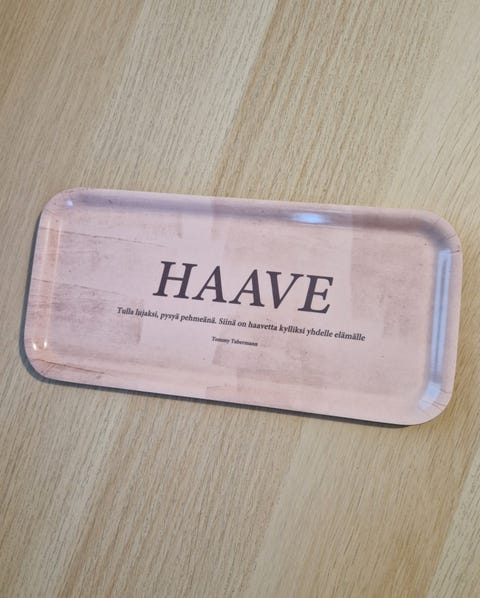 HAAVE
Tulla lujaksi, pysyä pehmeänä. Siinä on haavetta kylliksi yhdelle elämälle
Tommy Tabermann